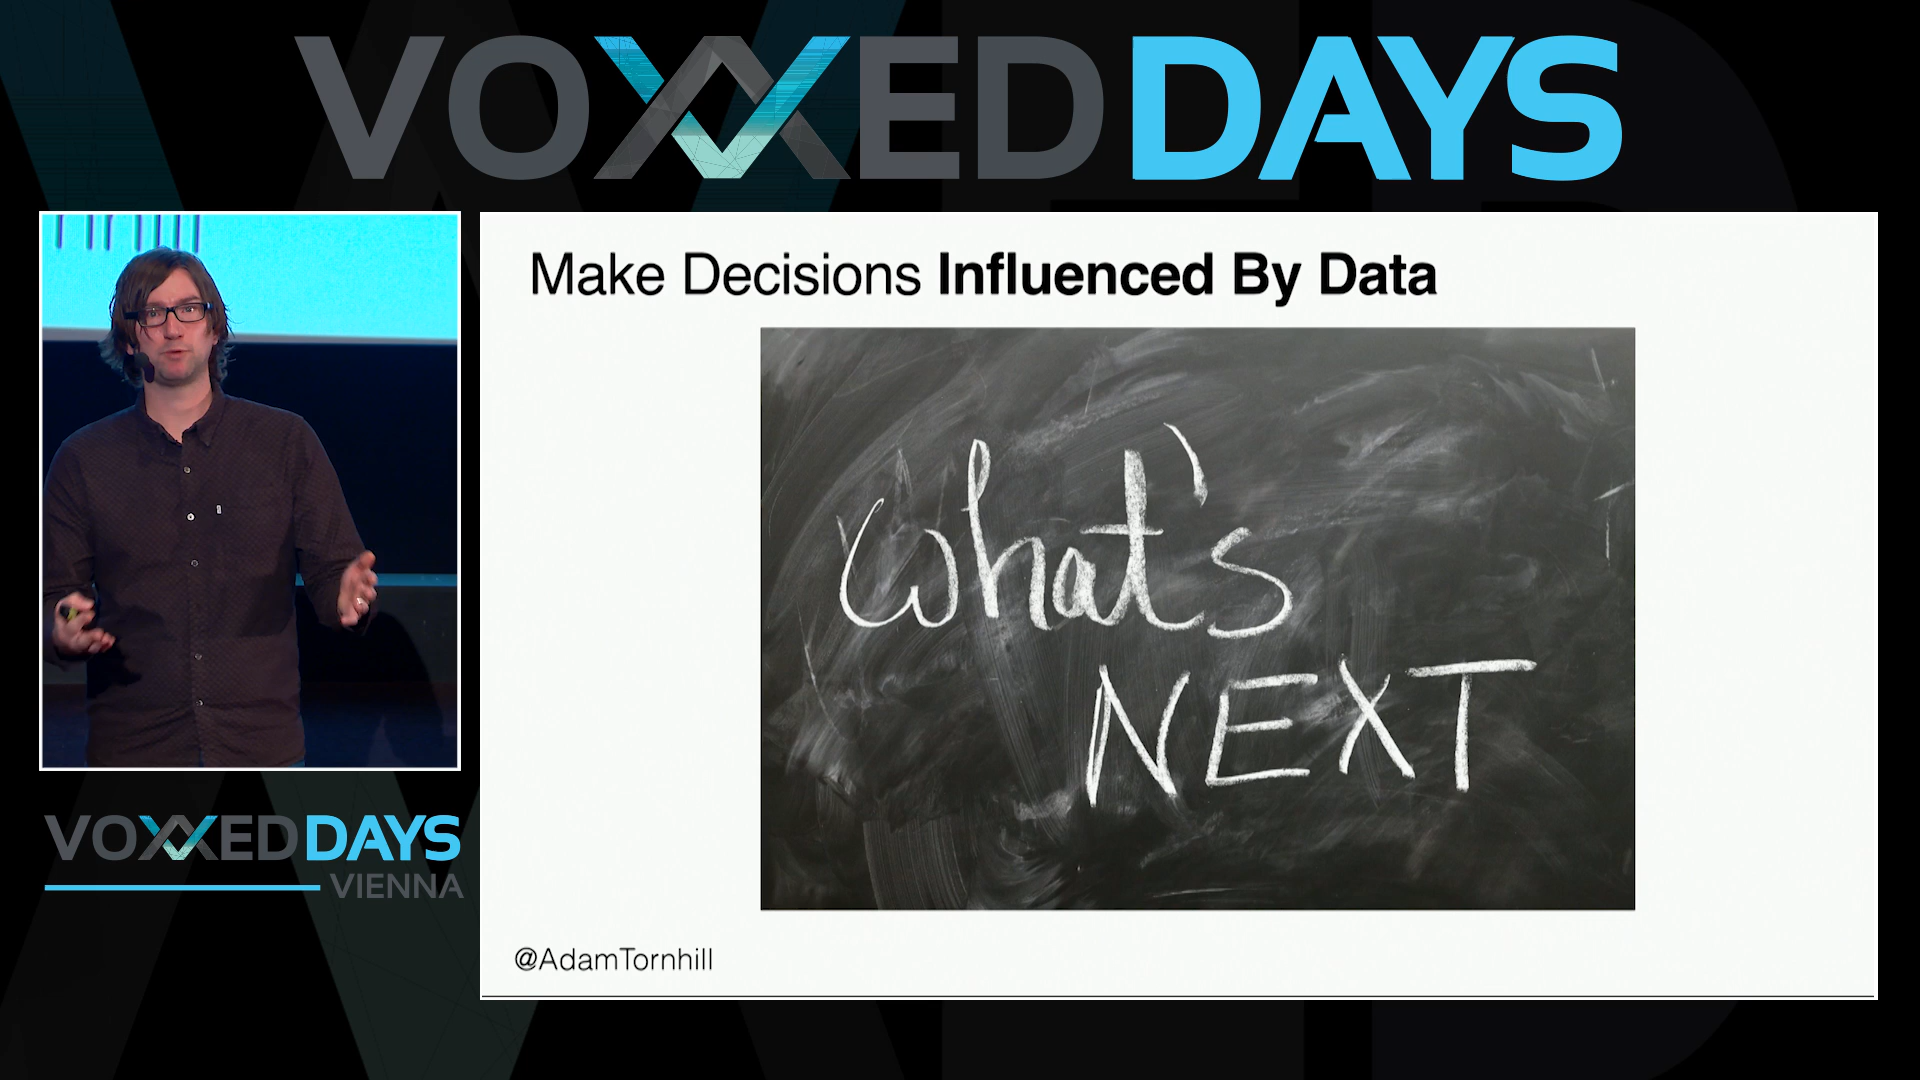 VOXXED DAYS
Make Decisions Influenced By Data
What's
NEXT
@AdamTornhill
VOXXED DAYS
VIENNA